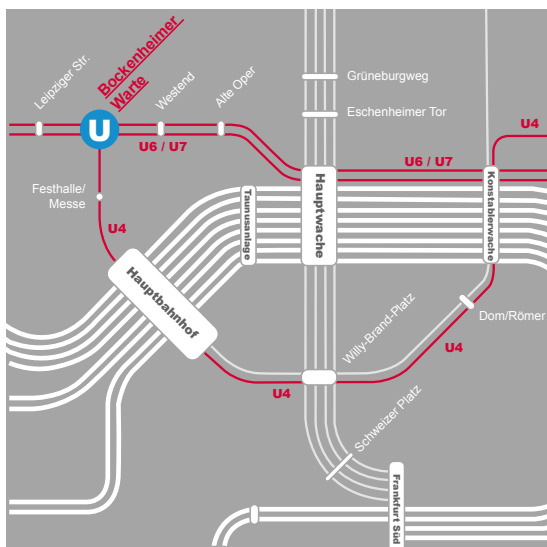 Leipziger Str.
Bockenheimer
Warte
Westend
Alte Oper
Grüneburgweg
Eschenheimer Tor
U
U6 / U7
U6 / U7
U4
Festhalle/
Messe
U4
Taunusanlage
Hauptwache
Konstablerwache
Hauptbahnhof
Willy-Brand-Platz
Dom/Römer
U4
U4
Schweizer Platz
Frankfurt Süd